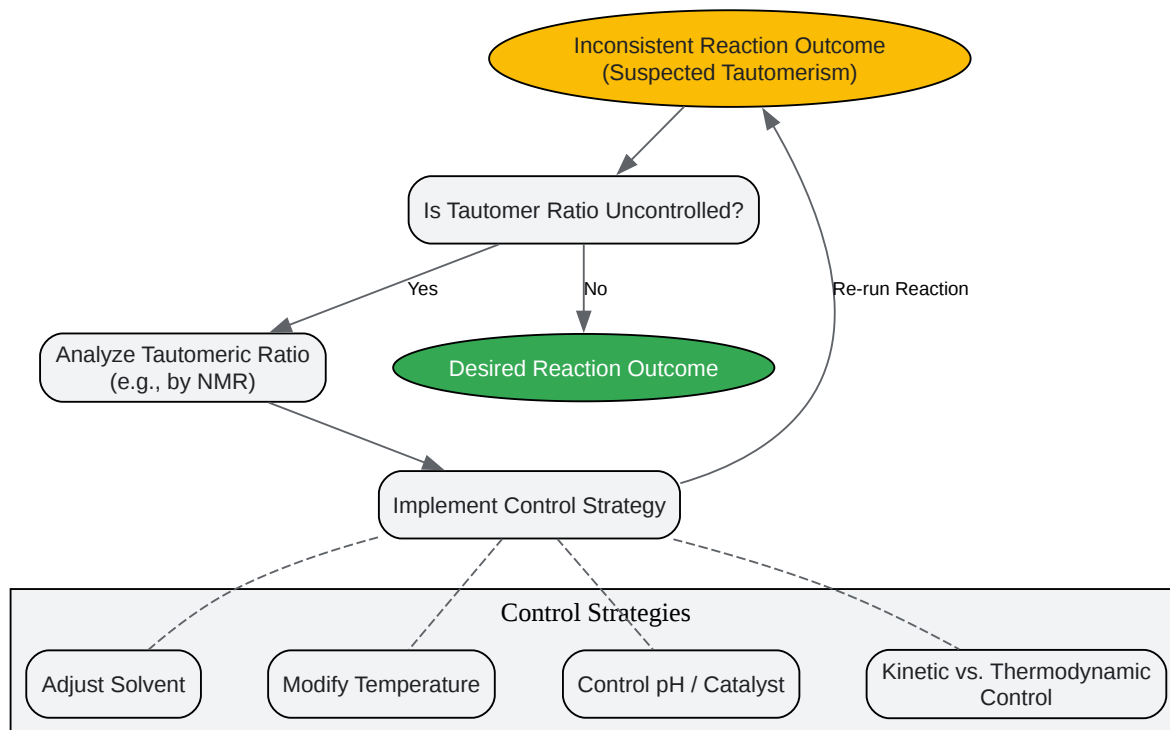 Inconsistent Reaction Outcome
(Suspected Tautomerism)
Is Tautomer Ratio Uncontrolled?
Yes
No
Re-run Reaction
Analyze Tautomeric Ratio
(e.g., by NMR)
Desired Reaction Outcome
Implement Control Strategy
Control Strategies
Adjust Solvent
Modify Temperature
Control pH / Catalyst
Kinetic vs. Thermodynamic
Control